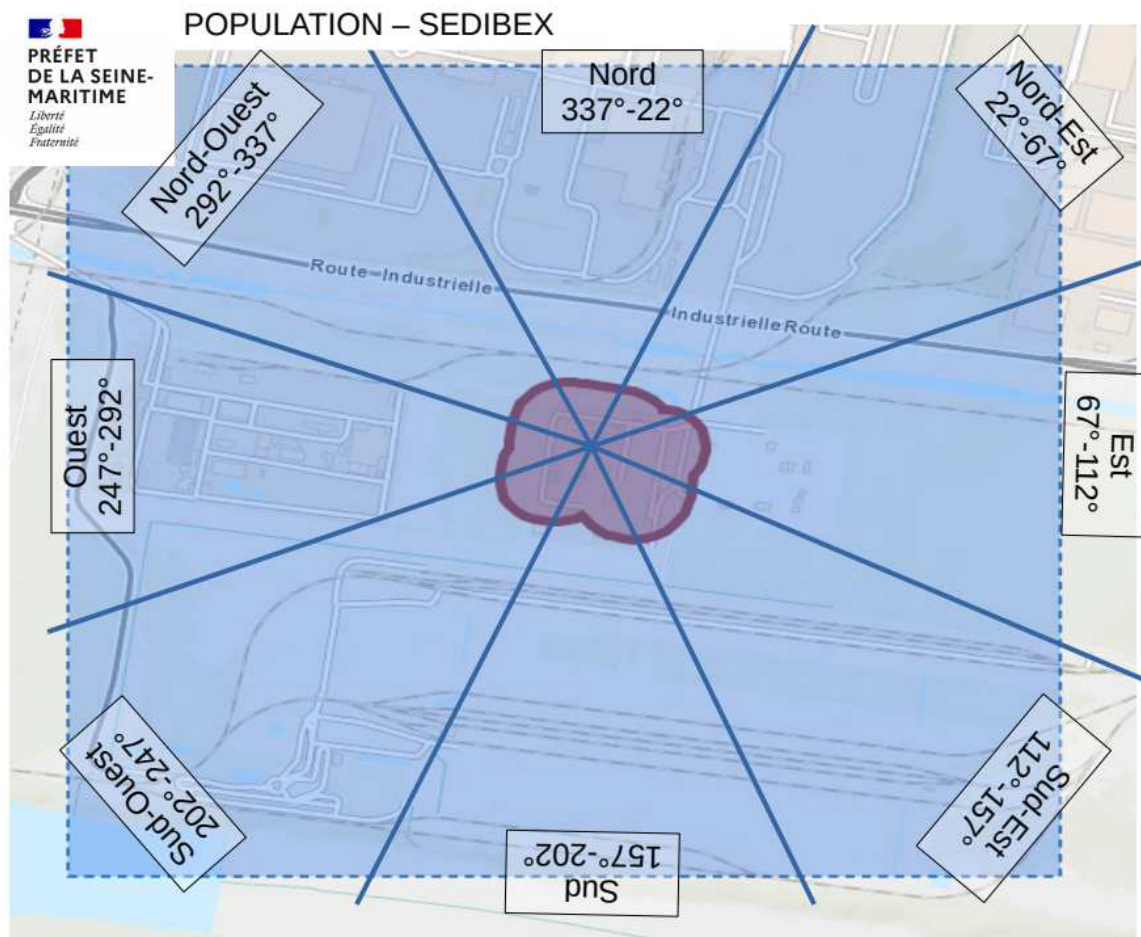 POPULATION – SEDIBEX
PRÉFET
DE LA SEINE-
MARITIME
Liberté
Égalité
Fraternité
Nord
337°-22°
Nord-Ouest
292°-337°
Nord-Est
22°-67°
Route Industrielle
Industrielle Route
Ouest
247°-292°
Est
67°-112°
Sud-Ouest
202°-247°
Sud-Est
112°-157°
Sud
157°-202°